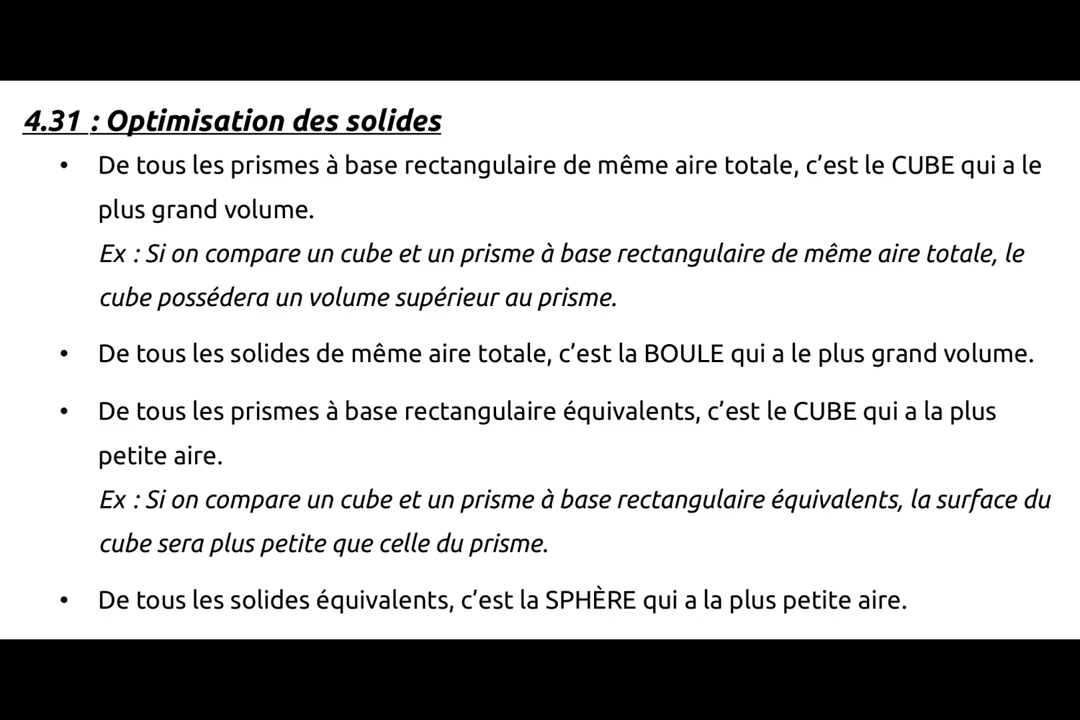 4.31 : Optimisation des solides
• De tous les prismes à base rectangulaire de même aire totale, c’est le CUBE qui a le
plus grand volume.
Ex : Si on compare un cube et un prisme à base rectangulaire de même aire totale, le
cube possédera un volume supérieur au prisme.
• De tous les solides de même aire totale, c’est la BOULE qui a le plus grand volume.
• De tous les prismes à base rectangulaire équivalents, c’est le CUBE qui a la plus
petite aire.
Ex : Si on compare un cube et un prisme à base rectangulaire équivalents, la surface du
cube sera plus petite que celle du prisme.
• De tous les solides équivalents, c’est la SPHÈRE qui a la plus petite aire.